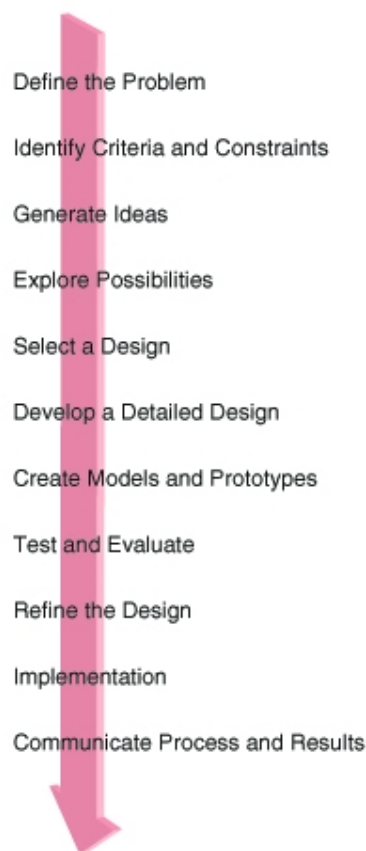 Define the Problem
Identify Criteria and Constraints
Generate Ideas
Explore Possibilities
Select a Design
Develop a Detailed Design
Create Models and Prototypes
Test and Evaluate
Refine the Design
Implementation
Communicate Process and Results